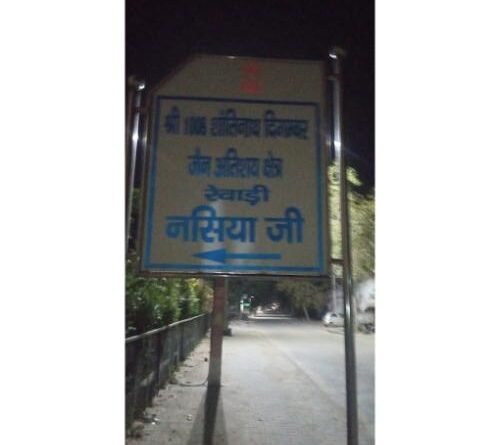 श्री 1008 शांतिनाथ दिगम्बर
जैन अतिशय क्षेत्र
रेवाड़ी
नसिया जी